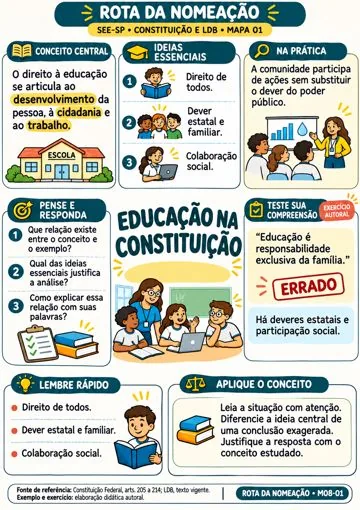 ROTA DA NOMEAÇÃO
SEE-SP • CONSTITUIÇÃO E LDB • MAPA 01
CONCEITO CENTRAL
O direito à educação
se articula ao
desenvolvimento da
pessoa, à cidadania e
ao trabalho.
ESCOLA
IDEIAS
ESSENCIAIS
1 Direito de
todos.
2 Dever
estatal e
familiar.
3 Colaboração
social.
NA PRÁTICA
A comunidade participa
de ações sem substituir
o dever do poder
público.
PENSE E
RESPONDA
1 Que relação existe
entre o conceito e
o exemplo?
2 Qual das ideias
essenciais justifica
a análise?
3 Como explicar essa
relação com suas
palavras?
EDUCAÇÃO NA
CONSTITUIÇÃO
TESTE SUA
COMPREENSÃO
EXERCÍCIO
AUTORAL
“Educação é
responsabilidade
exclusiva da família.”
ERRADO
Há deveres estatais e
participação social.
LEMBRE RÁPIDO
• Direito de todos.
• Dever estatal e familiar.
• Colaboração social.
APLIQUE O CONCEITO
Leia a situação com atenção.
Diferencie a ideia central de
uma conclusão exagerada.
Justifique a resposta com o
conceito estudado.
Fonte de referência: Constituição Federal, arts. 205 a 214; LDB, texto vigente.
Exemplo e exercício: elaboração didática autoral.
ROTA DA NOMEAÇÃO • M08-01